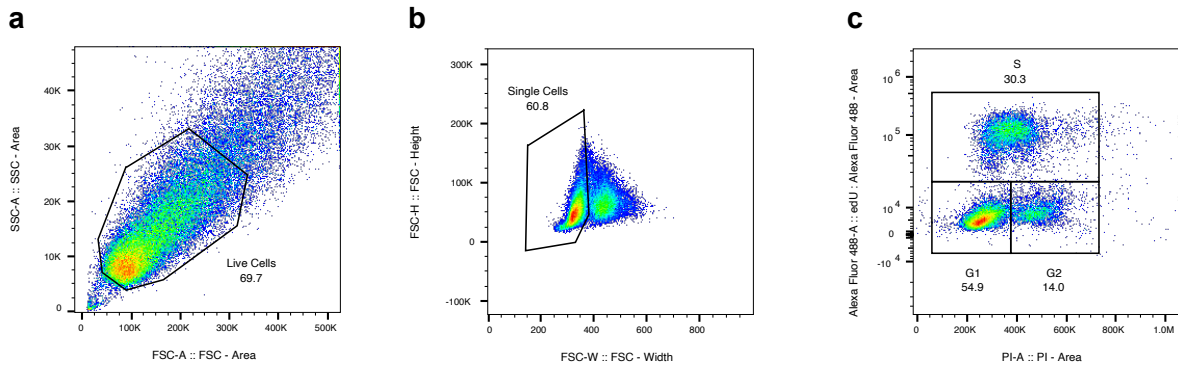 a
b
c
SSC-A :: SSC - Area
40K
30K
20K
10K
0
Live Cells
69.7
0
100K
200K
300K
400K
500K
FSC-A :: FSC - Area
FSC-H :: FSC - Height
300K
200K
100K
0
-100K
Single Cells
60.8
0
200
400
600
800
FSC-W :: FSC - Width
Alexa Fluor 488-A :: edU : Alexa Fluor 488 - Area
10^6
10^5
10^4
0
-10^4
S
30.3
G1
54.9
G2
14.0
0
200K
400K
600K
800K
1.0M
PI-A :: PI - Area